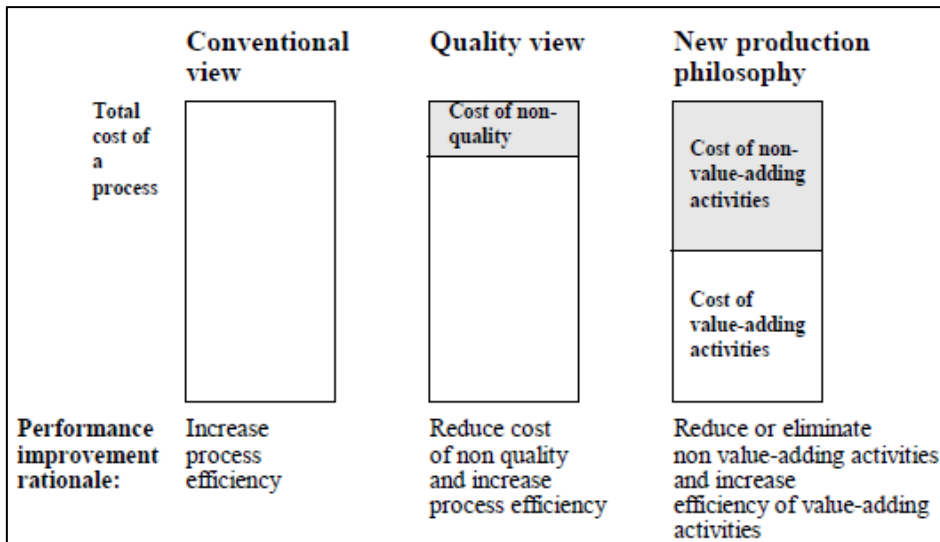 Conventional
view
Quality view
New production
philosophy
Total
cost of
a
process
Cost of non-
quality
Cost of non-
value-adding
activities
Cost of
value-adding
activities
Performance
improvement
rationale:
Increase
process
efficiency
Reduce cost
of non quality
and increase
process efficiency
Reduce or eliminate
non value-adding activities
and increase
efficiency of value-adding
activities